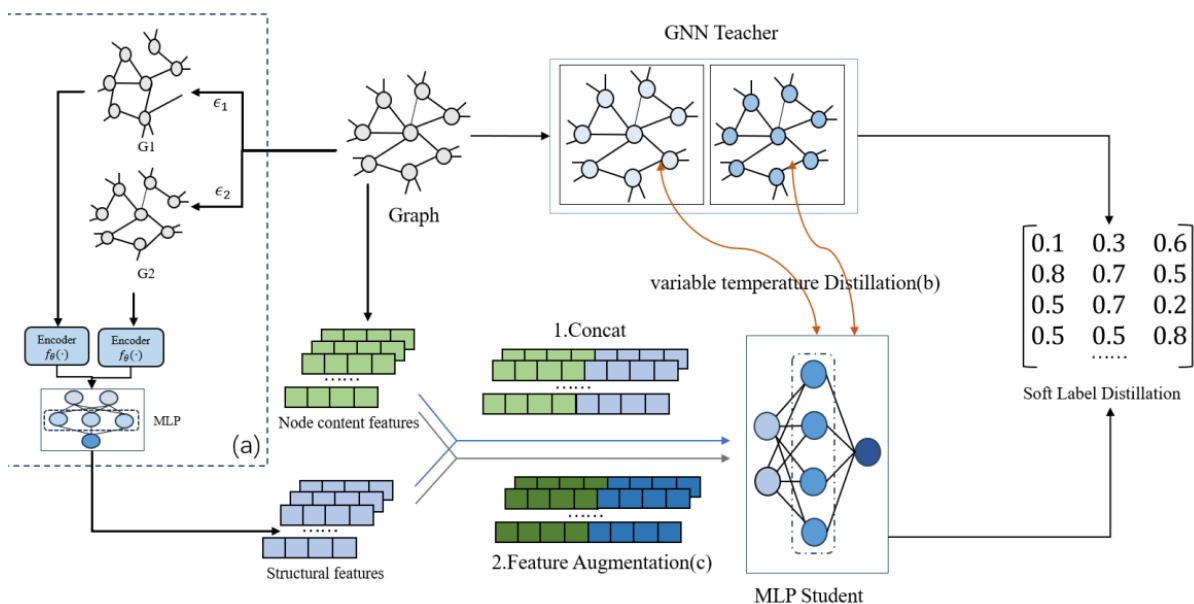 GNN Teacher
ϵ1
G1
ϵ2
G2
Graph
Encoder
fθ(·)
Encoder
fθ(·)
MLP
(a)
variable temperature Distillation(b)
0.1 0.3 0.6
0.8 0.7 0.5
0.5 0.7 0.2
0.5 0.5 0.8
......
Soft Label Distillation
1.Concat
......
......
Node content features
......
Structural features
......
2.Feature Augmentation(c)
MLP Student